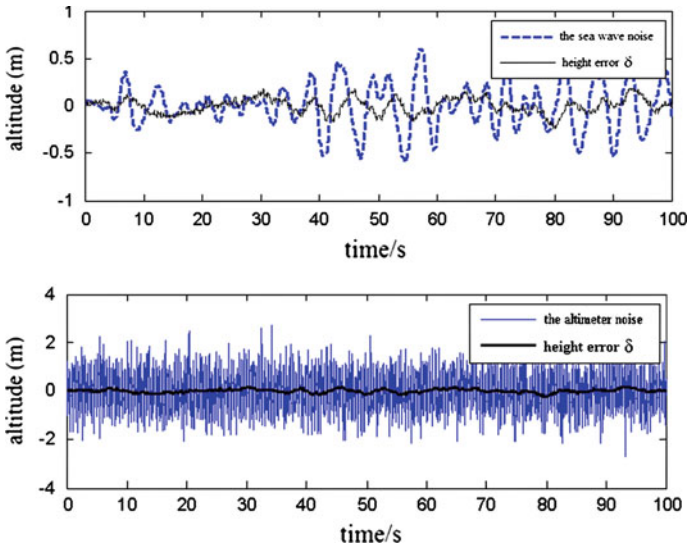 1
0.5
0
-0.5
-1
altitude (m)
the sea wave noise
height error δ
0 10 20 30 40 50 60 70 80 90 100
time/s
4
2
0
-2
-4
altitude (m)
the altimeter noise
height error δ
0 10 20 30 40 50 60 70 80 90 100
time/s